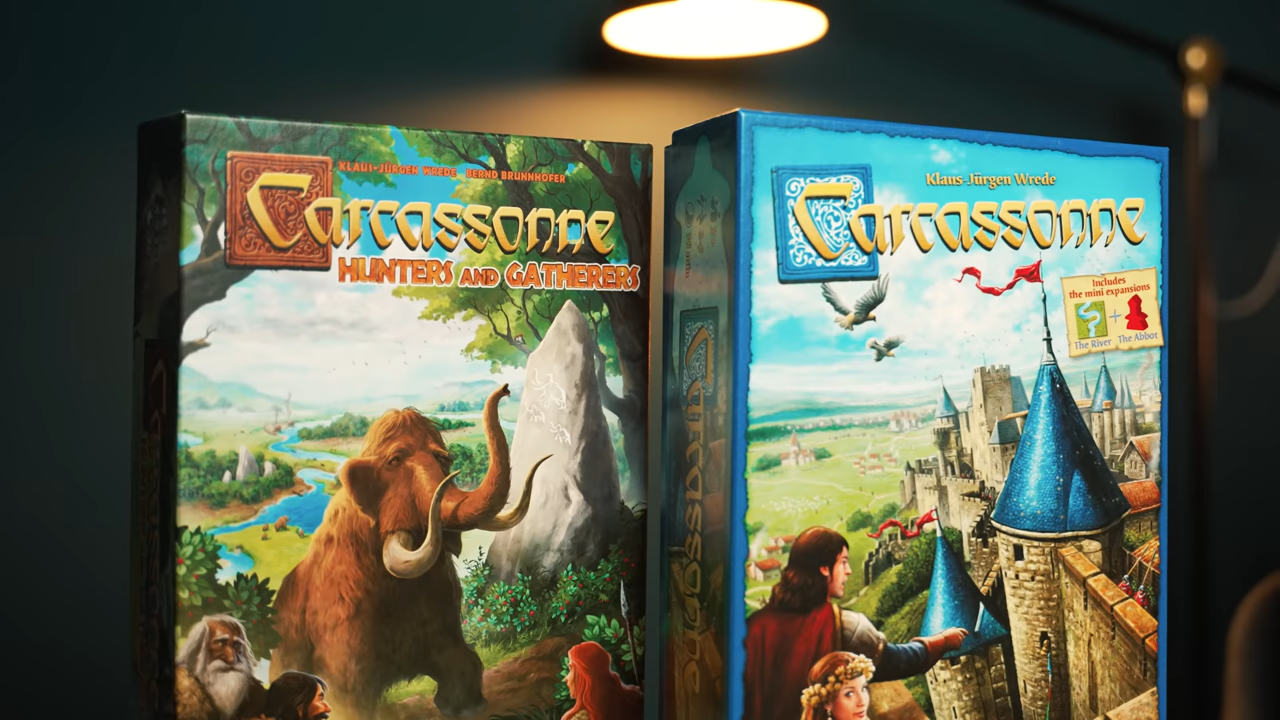 KLAUS-JÜRGEN WREDE BERND BRUNNHOFER
Carcassonne
HUNTERS AND GATHERERS
Klaus-Jürgen Wrede
Carcassonne
Includes
the mini expansions
+
The River The Abbot
Carcassonne